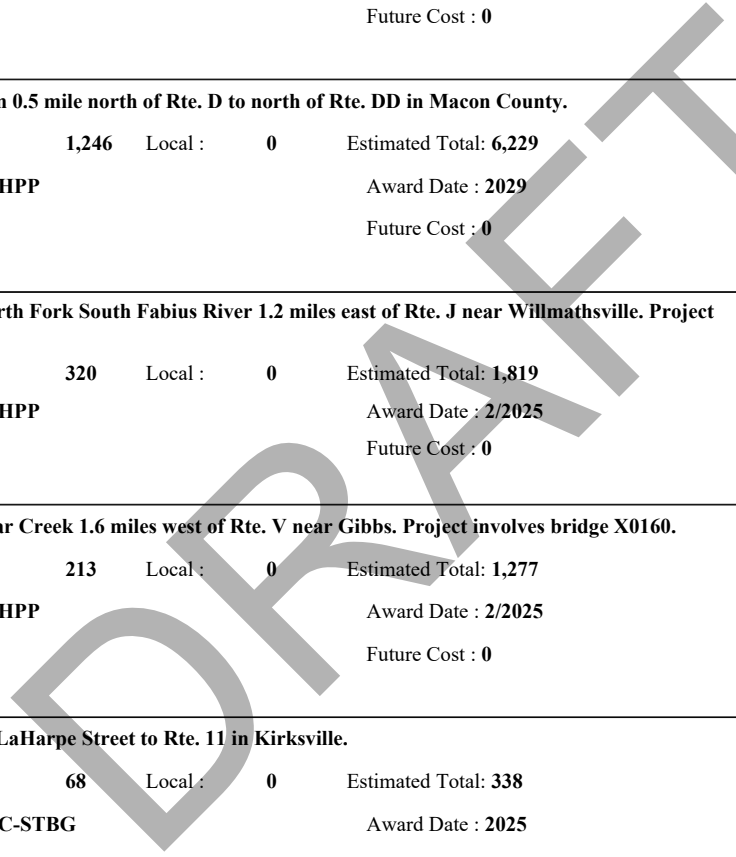 Future Cost : 0
n 0.5 mile north of Rte. D to north of Rte. DD in Macon County.
1,246 Local : 0 Estimated Total: 6,229
HPP Award Date : 2029
Future Cost : 0
rth Fork South Fabius River 1.2 miles east of Rte. J near Willmathsville. Project
320 Local : 0 Estimated Total: 1,819
HPP Award Date : 2/2025
Future Cost : 0
ar Creek 1.6 miles west of Rte. V near Gibbs. Project involves bridge X0160.
213 Local : 0 Estimated Total: 1,277
HPP Award Date : 2/2025
Future Cost : 0
LaHarpe Street to Rte. 11 in Kirksville.
68 Local : 0 Estimated Total: 338
C-STBG Award Date : 2025
DRAFT